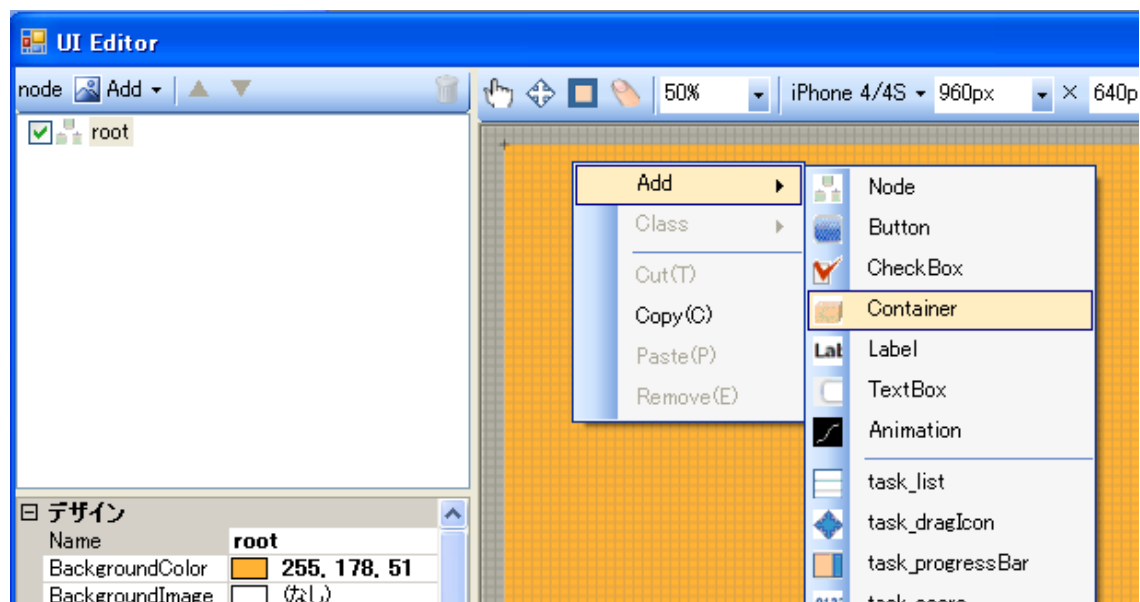 UI Editor
node Add
50% iPhone 4/4S 960px × 640p
root
Add
Class
Cut(T)
Copy(C)
Paste(P)
Remove(E)
Node
Button
CheckBox
Container
Lab Label
TextBox
Animation
task_list
task_dragIcon
task_progressBar
デザイン
Name root
BackgroundColor 255, 178, 51
BackgroundImage (なし)